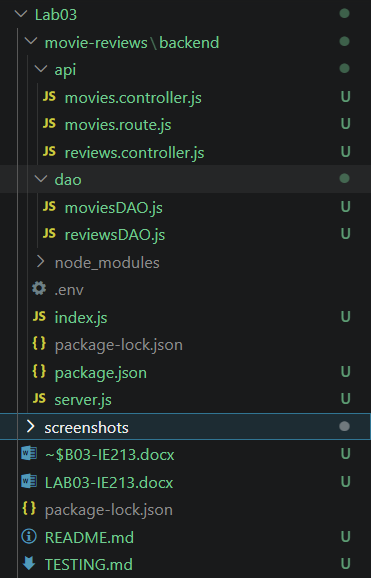 Lab03
movie-reviews\backend
api
JS movies.controller.js U
JS movies.route.js U
JS reviews.controller.js U
dao
JS moviesDAO.js U
JS reviewsDAO.js U
node_modules
.env
JS index.js U
{} package-lock.json
{} package.json U
JS server.js U
screenshots
~$B03-IE213.docx U
LAB03-IE213.docx U
{} package-lock.json
README.md U
TESTING.md U